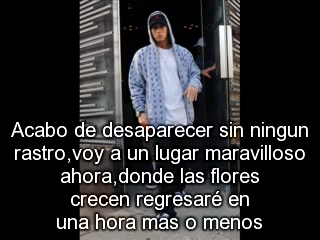 Acabo de desaparecer sin ningun
rastro,voy a un lugar maravilloso
ahora,donde las flores
crecen regresaré en
una hora mas o menos